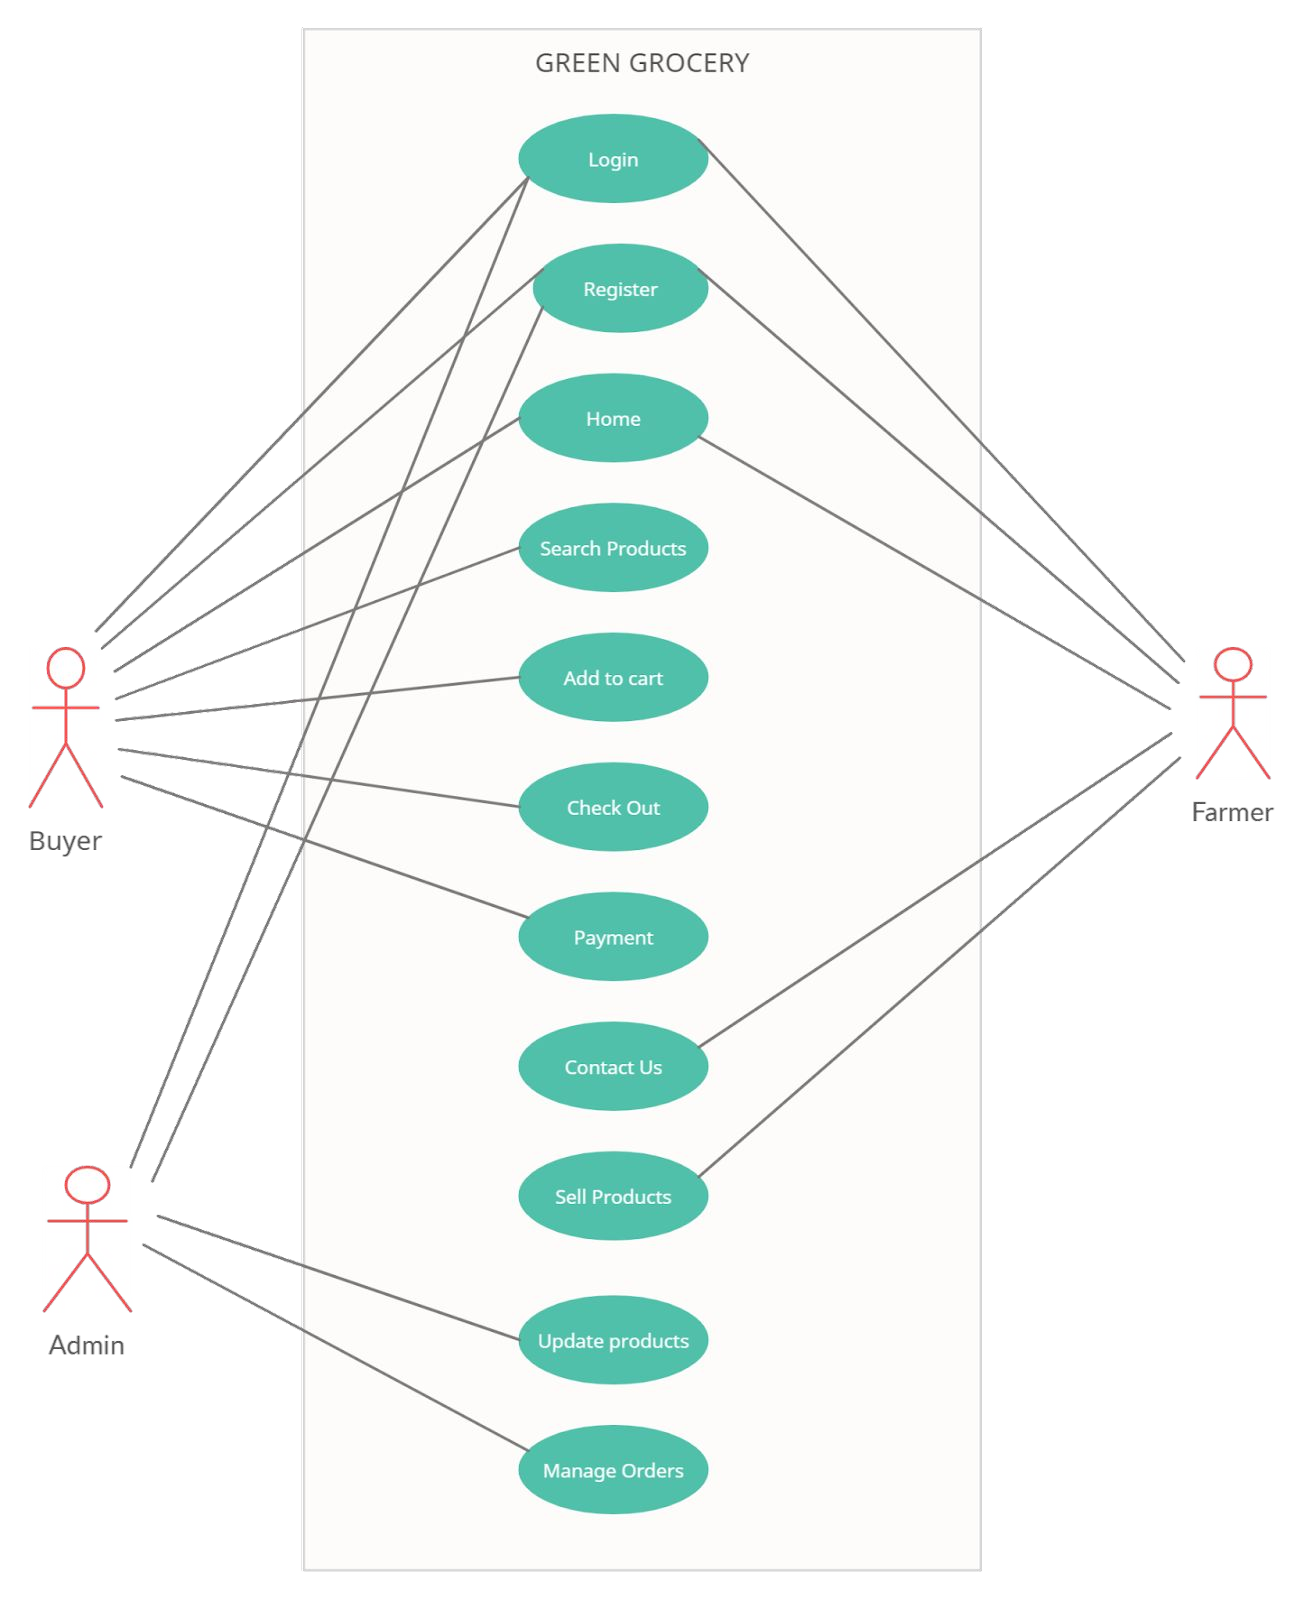 GREEN GROCERY
Login
Register
Home
Search Products
Add to cart
Check Out
Payment
Contact Us
Sell Products
Update products
Manage Orders
Buyer
Admin
Farmer